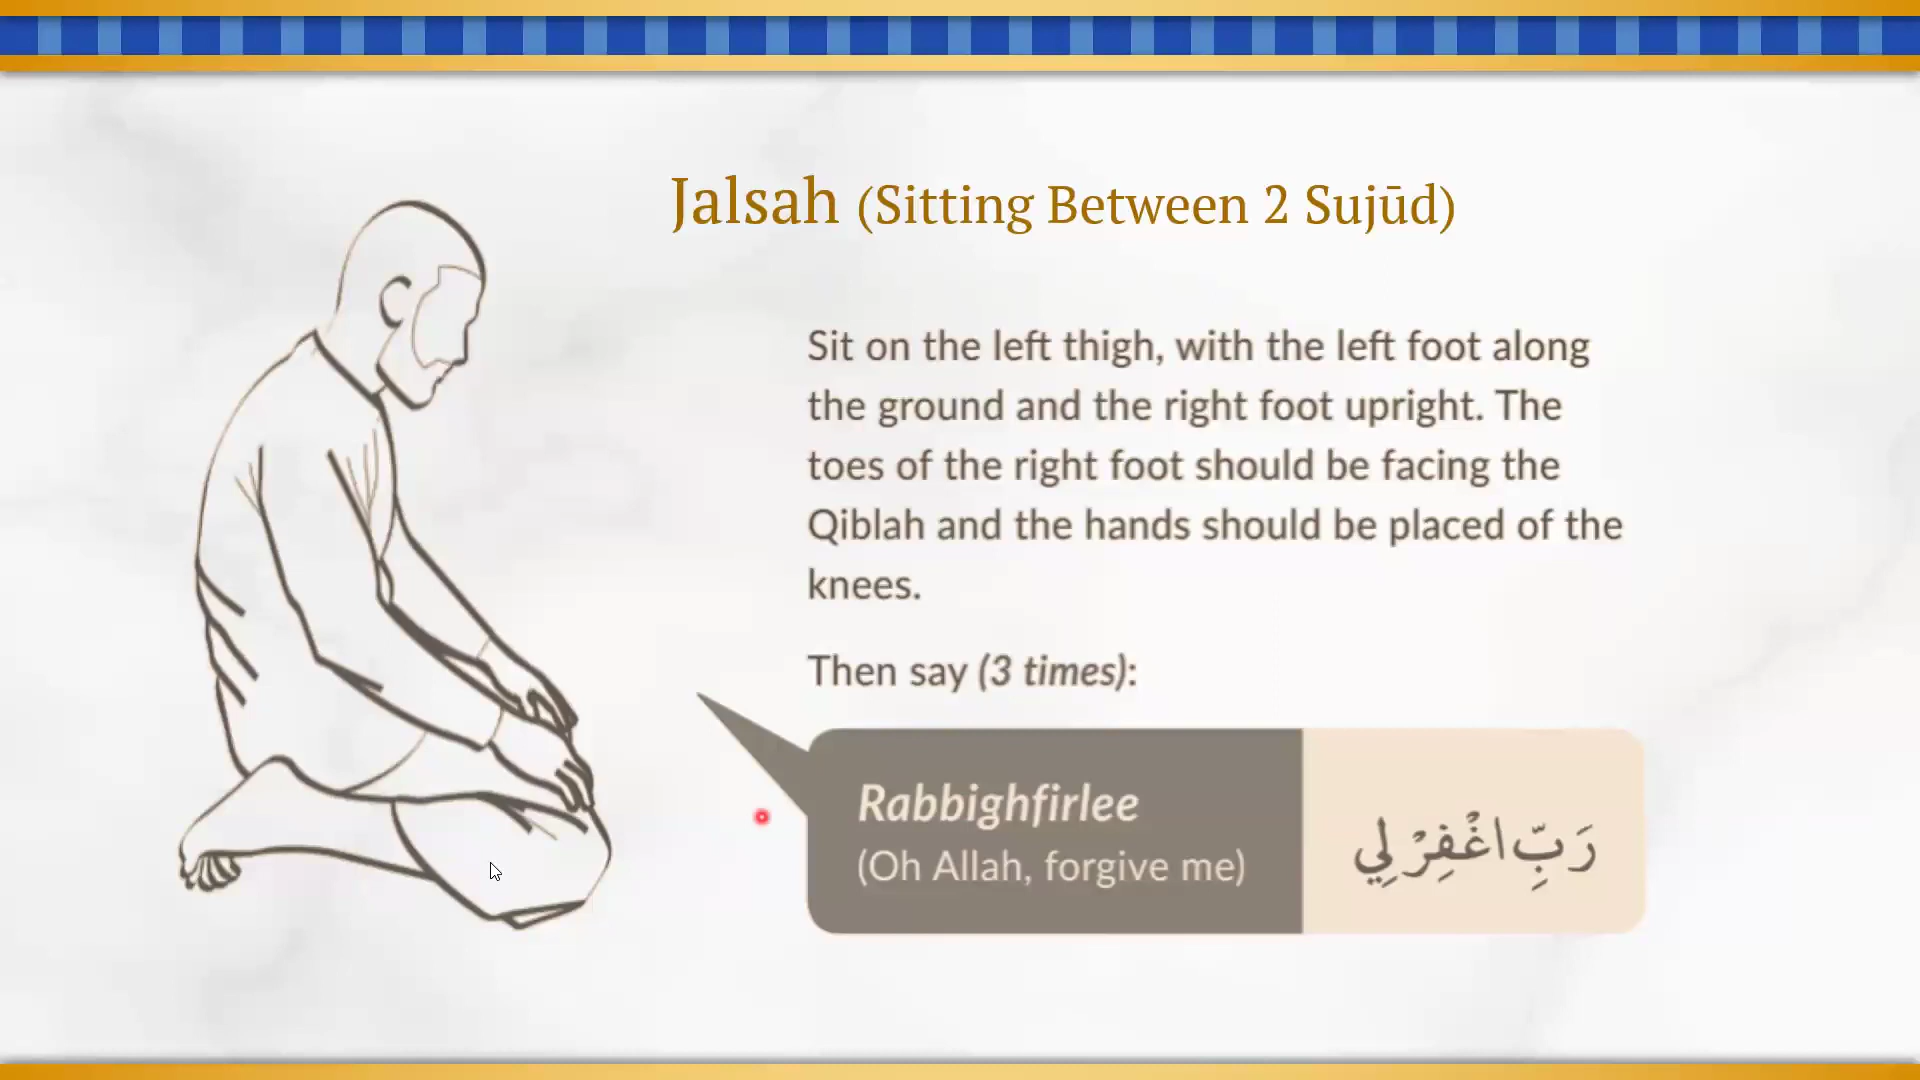 Jalsah (Sitting Between 2 Sujūd)
Sit on the left thigh, with the left foot along
the ground and the right foot upright. The
toes of the right foot should be facing the
Qiblah and the hands should be placed of the
knees.
Then say (3 times):
Rabbighfirlee
(Oh Allah, forgive me)
رَبِّ اغْفِرْ لِي